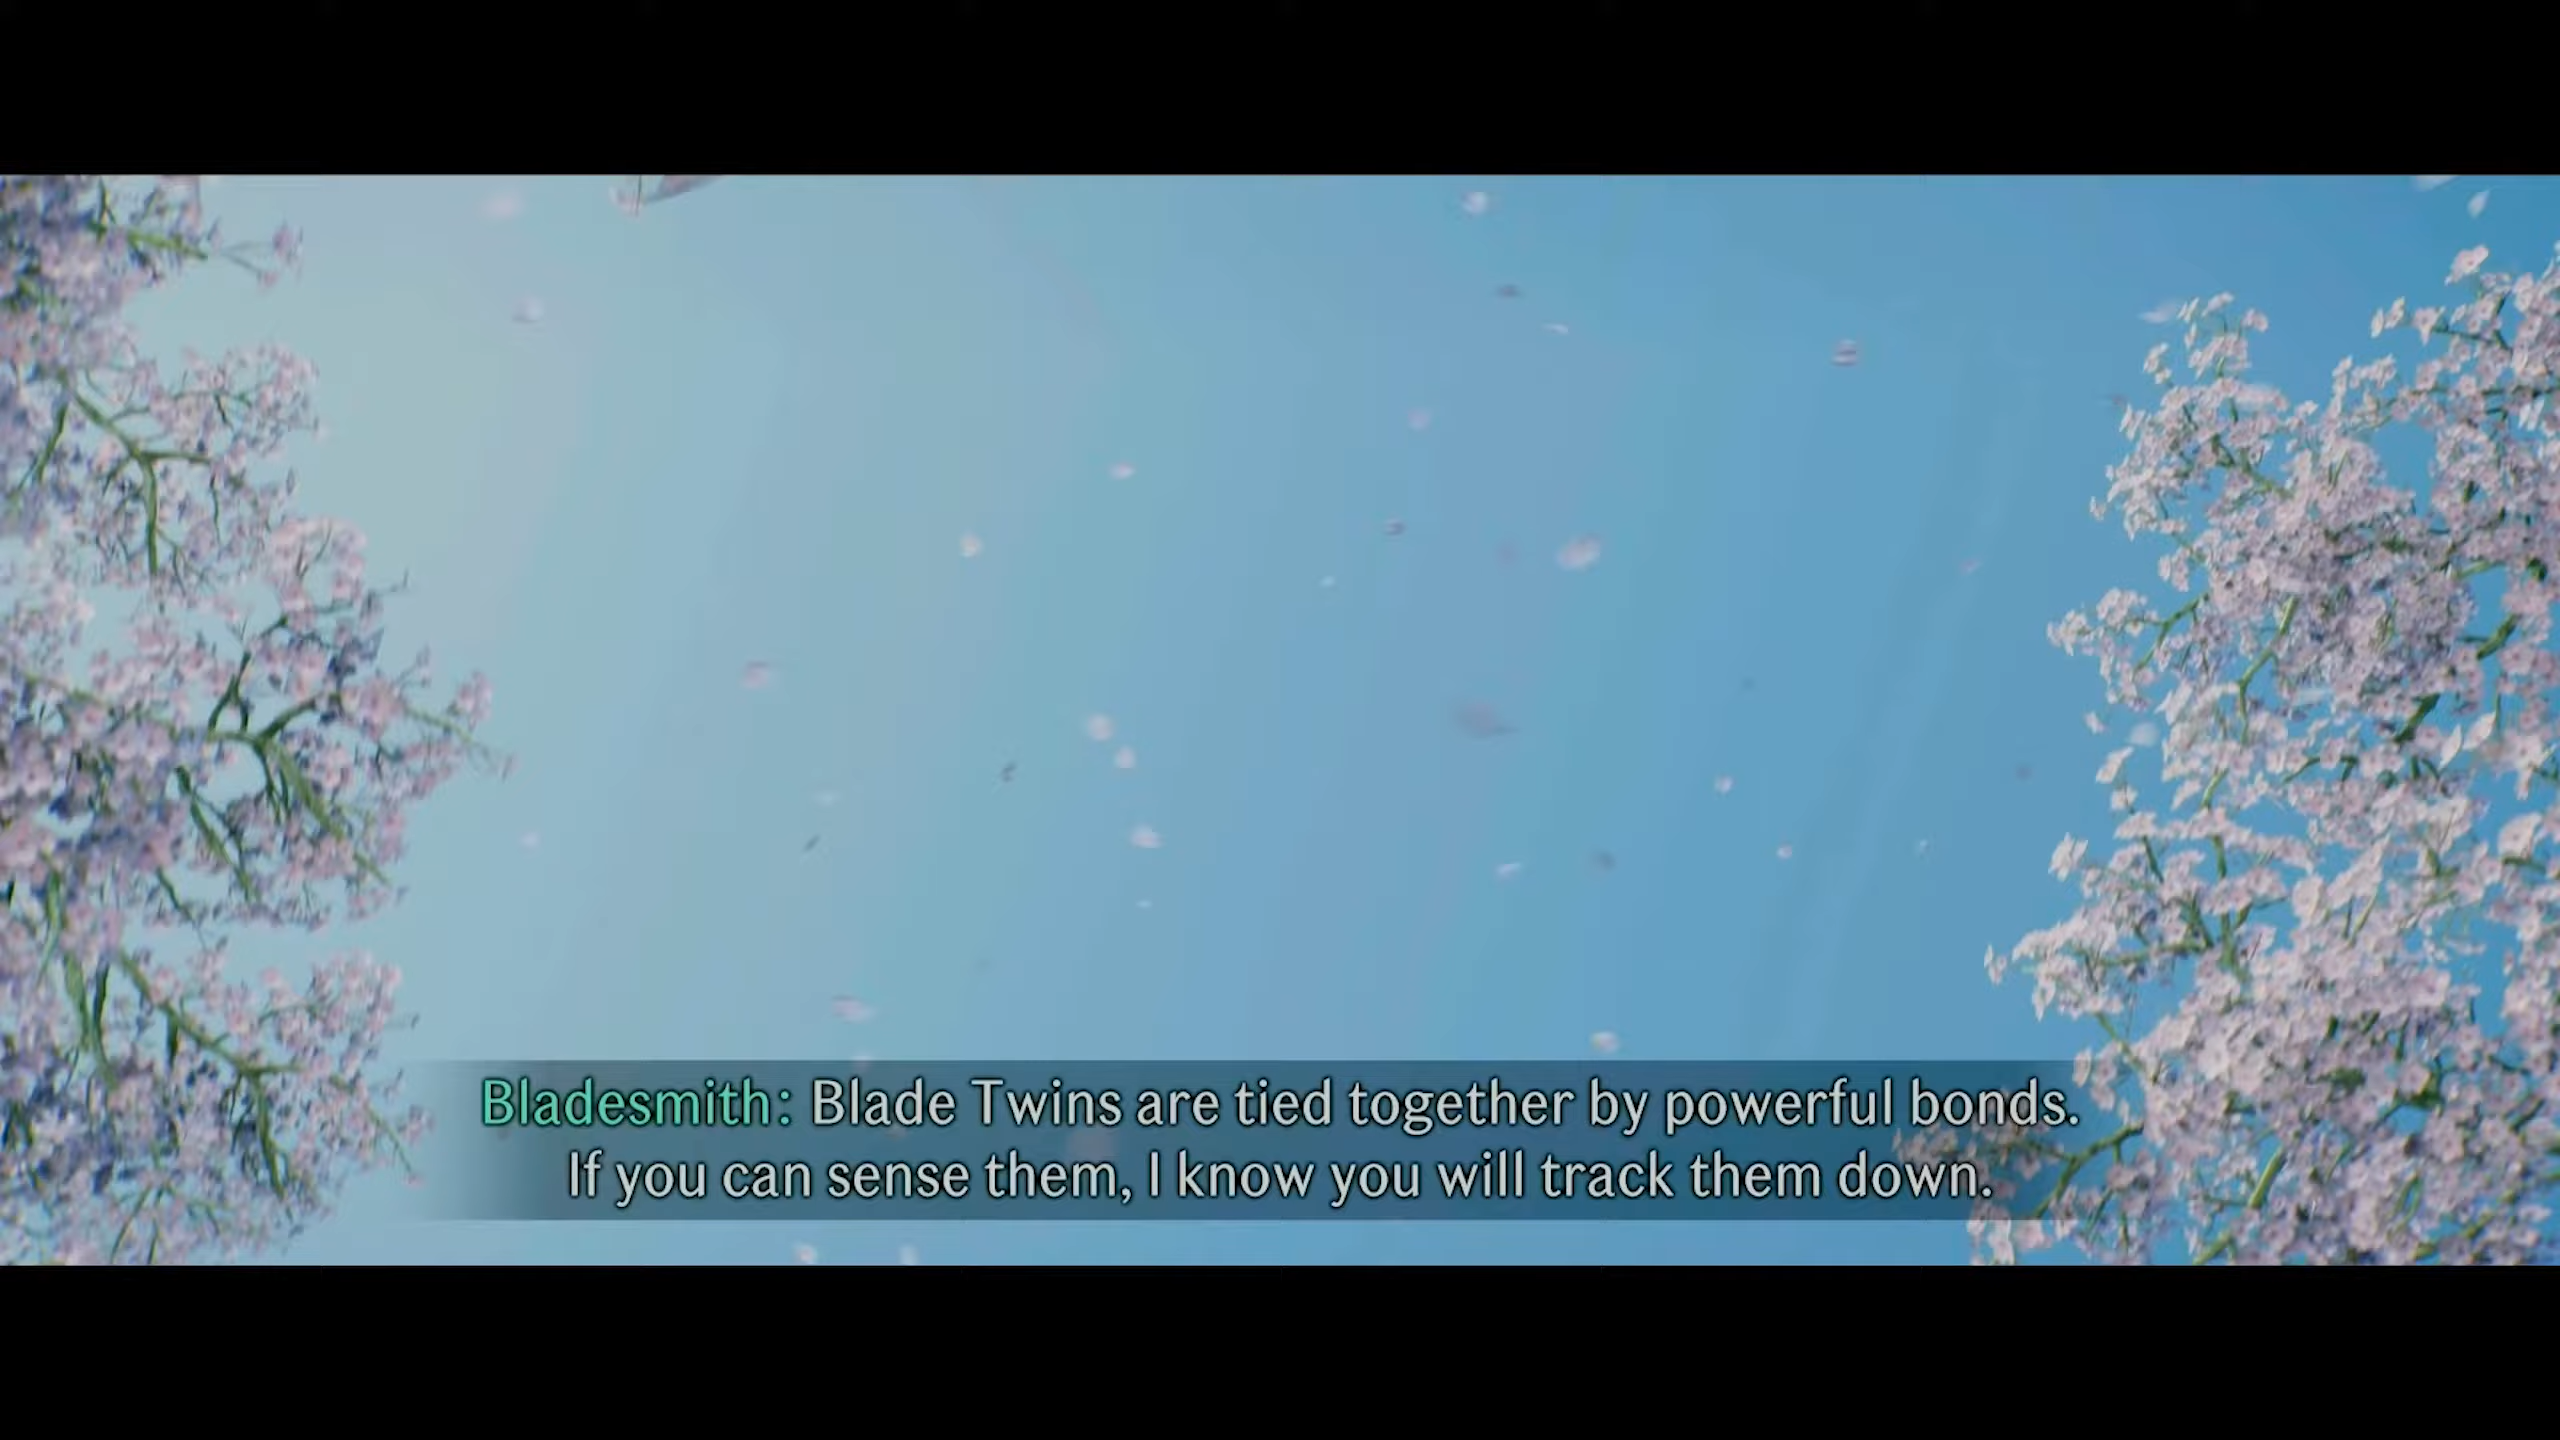 Bladesmith: Blade Twins are tied together by powerful bonds.
If you can sense them, I know you will track them down.